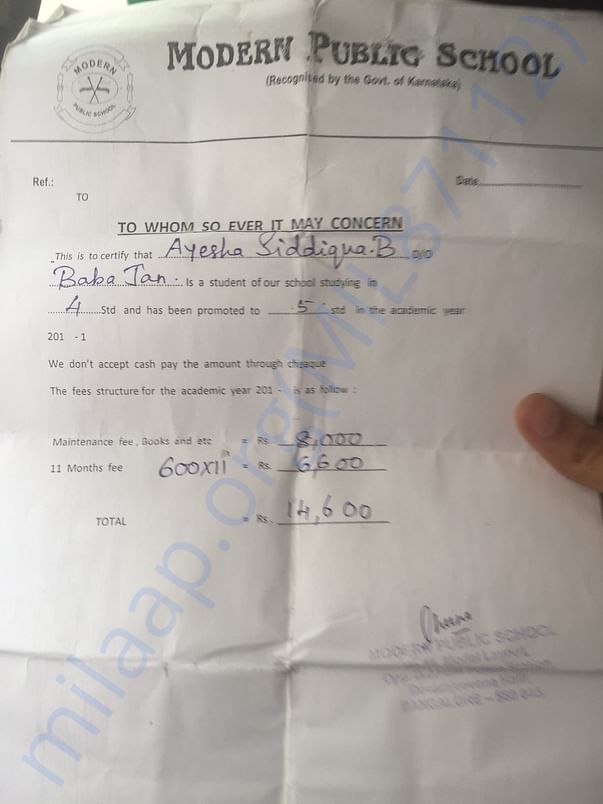 MODERN PUBLIC SCHOOL
(Recognised by the Govt. of Karnataka)
MODERN
PUBLIC SCHOOL
Ref.:
Date
TO
TO WHOM SO EVER IT MAY CONCERN
This is to certify that Ayesha Siddiqua.B D/O
Baba Jan. Is a student of our school studying in
4 Std and has been promoted to 5 std in the academic year
201 -1
We don't accept cash pay the amount through cheaque
The fees structure for the academic year 201 - is as follow :
Maintenance fee, Books and etc = Rs. 8,000
11 Months fee 600X11 = Rs. 6,600
TOTAL = Rs. 14,600
MODERN PUBLIC SCHOOL
BANGALORE - 560 045.
milaap.org(MIL87112)